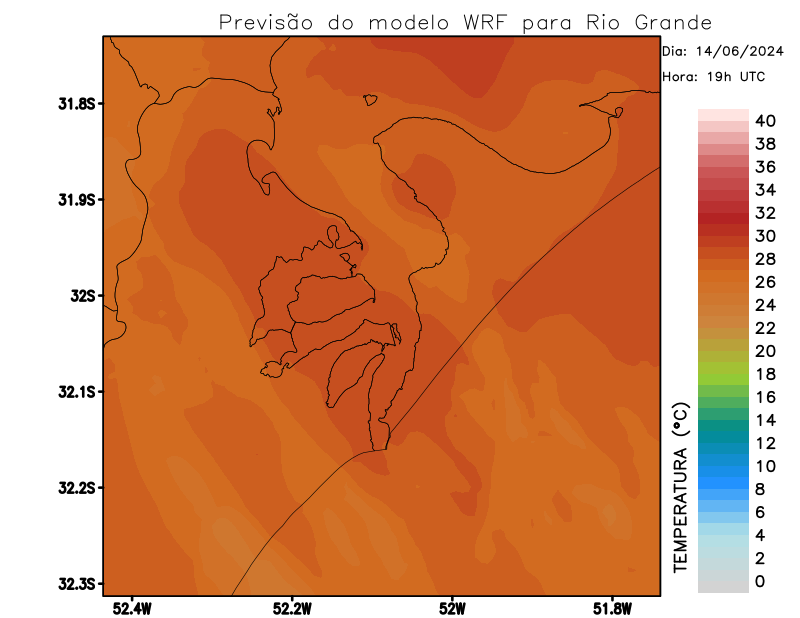 Previsão do modelo WRF para Rio Grande
Dia: 14/06/2024
Hora: 19h UTC
31.8S
31.9S
32S
32.1S
32.2S
32.3S
52.4W
52.2W
52W
51.8W
40
38
36
34
32
30
28
26
24
22
20
18
16
14
12
10
8
6
4
2
0
TEMPERATURA (°C)